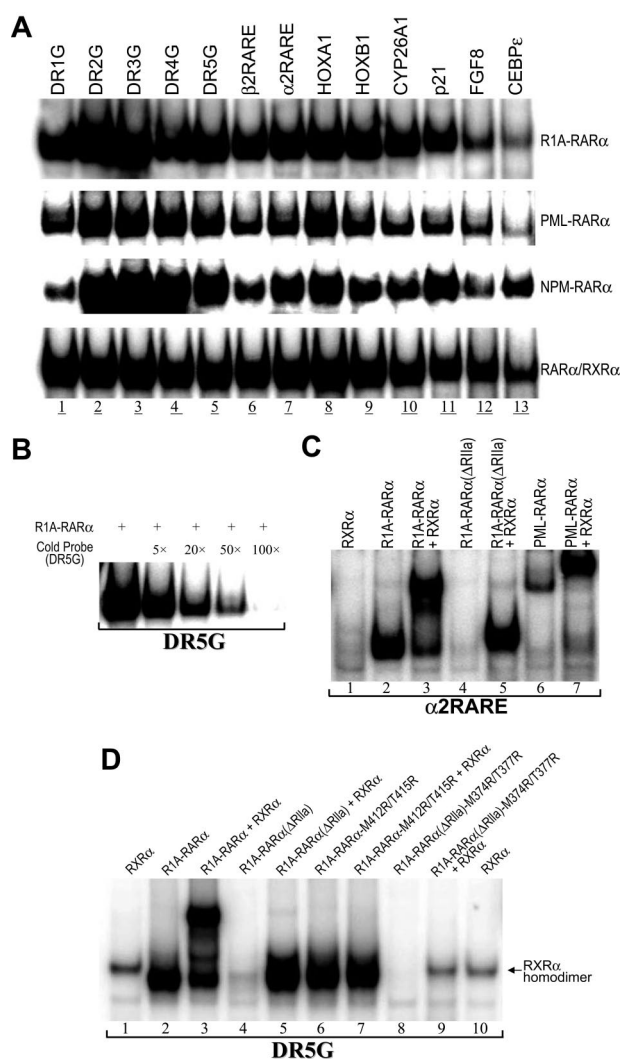 A
DR1G DR2G DR3G DR4G DR5G β2RARE α2RARE HOXA1 HOXB1 CYP26A1 p21 FGF8 CEBPε
R1A-RARα
PML-RARα
NPM-RARα
RARα/RXRα
1 2 3 4 5 6 7 8 9 10 11 12 13
B
R1A-RARα + + + + +
Cold Probe 5× 20× 50× 100×
(DR5G)
DR5G
C
RXRα
R1A-RARα
R1A-RARα
+ RXRα
R1A-RARα(ΔRIIa)
R1A-RARα(ΔRIIa)
+ RXRα
PML-RARα
PML-RARα
+ RXRα
1 2 3 4 5 6 7
α2RARE
D
RXRα
R1A-RARα
R1A-RARα + RXRα
R1A-RARα(ΔRIIa)
R1A-RARα(ΔRIIa) + RXRα
R1A-RARα-M412R/T415R
R1A-RARα-M412R/T415R + RXRα
R1A-RARα(ΔRIIa)-M374R/T377R
R1A-RARα(ΔRIIa)-M374R/T377R
+ RXRα
RXRα
RXRα
homodimer
1 2 3 4 5 6 7 8 9 10
DR5G